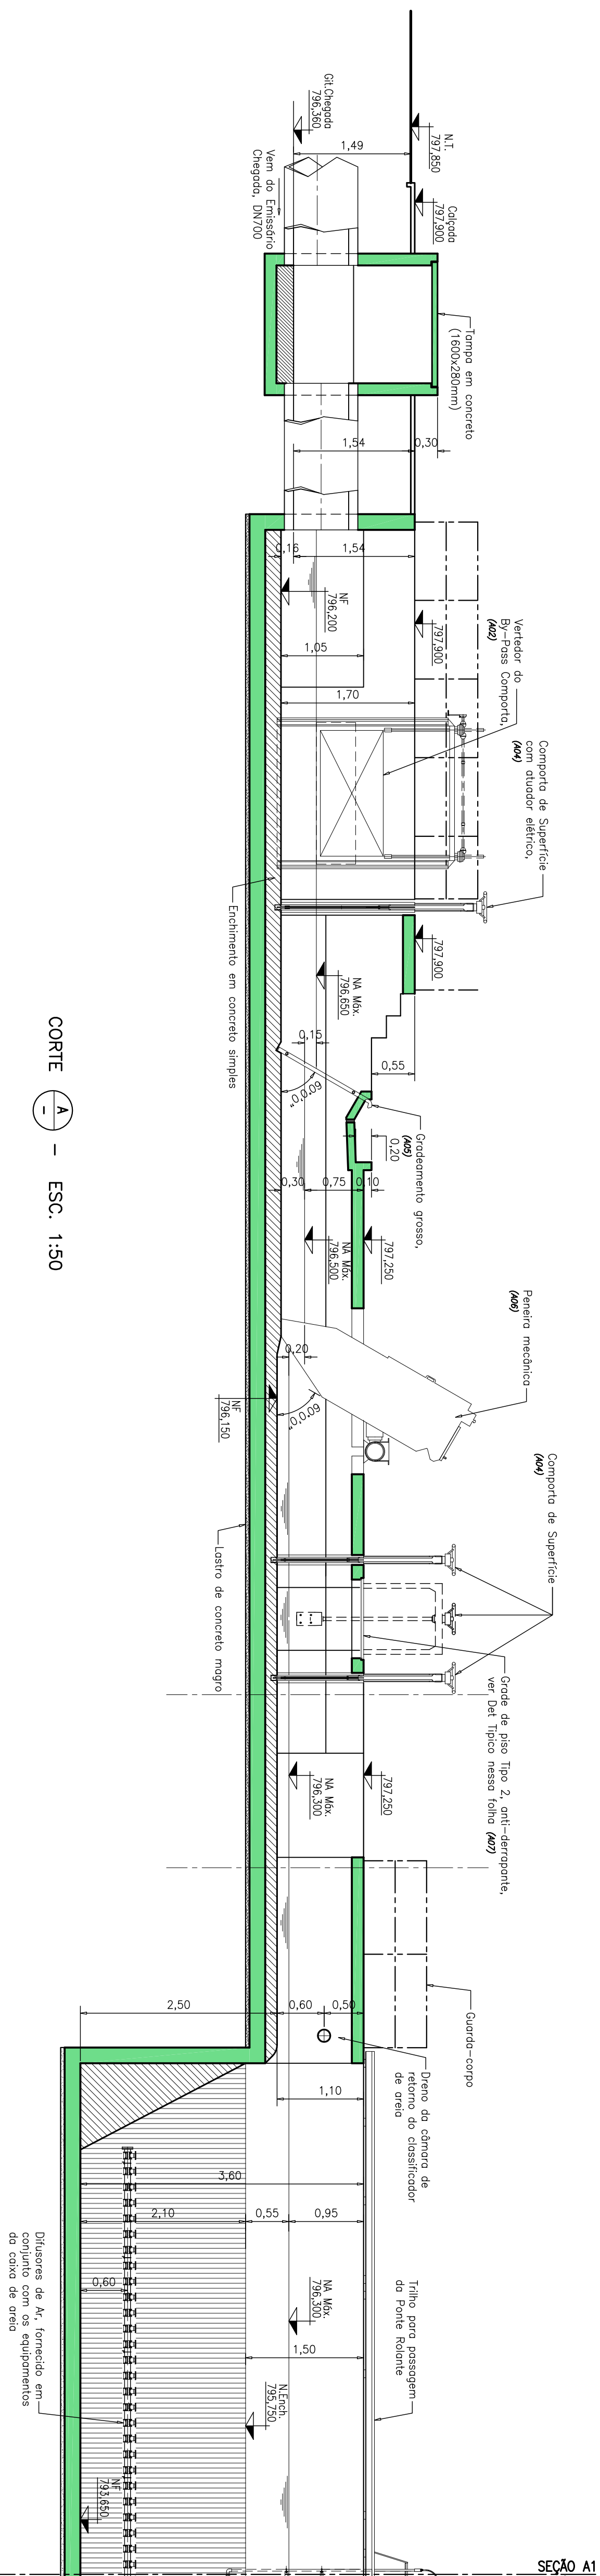 Git.Chegada
796,360
N.T.
797,850
1,49
Vem do Emissário
Chegada, DN700
Calçada
797,900
Tampa em concreto
(1600x280mm)
1,54
0,30
0,16
1,54
NF
796,200
797,900
1,05
1,70
Vertedor do
By-Pass Comporta,
(A02)
Comporta de Superfície
com atuador elétrico,
(A04)
Enchimento em concreto simples
797,900
NA Máx.
796,650
0,15
0,55
60,0°
Gradeamento grosso,
(A05)
0,20
0,30
0,75
0,10
NA Máx.
796,500
797,250
Peneira mecânica
(A06)
0,20
60,0°
NF
796,150
Lastro de concreto magro
Comporta de Superfície
(A04)
Grade de piso Tipo 2, anti-derrapante,
ver Det Típico nessa folha (A07)
NA Máx.
796,300
797,250
Guarda-corpo
2,50
0,60
0,50
Dreno da câmara de
retorno do classificador
de areia
1,10
3,60
2,10
0,55
0,95
0,60
NA Máx.
796,300
Trilho para passagem
da Ponte Rolante
1,50
Difusores de Ar, fornecido em
conjunto com os equipamentos
da caixa de areia
N.Ench.
795,750
NF
793,650
CORTE A - - ESC. 1:50
SEÇÃO A1